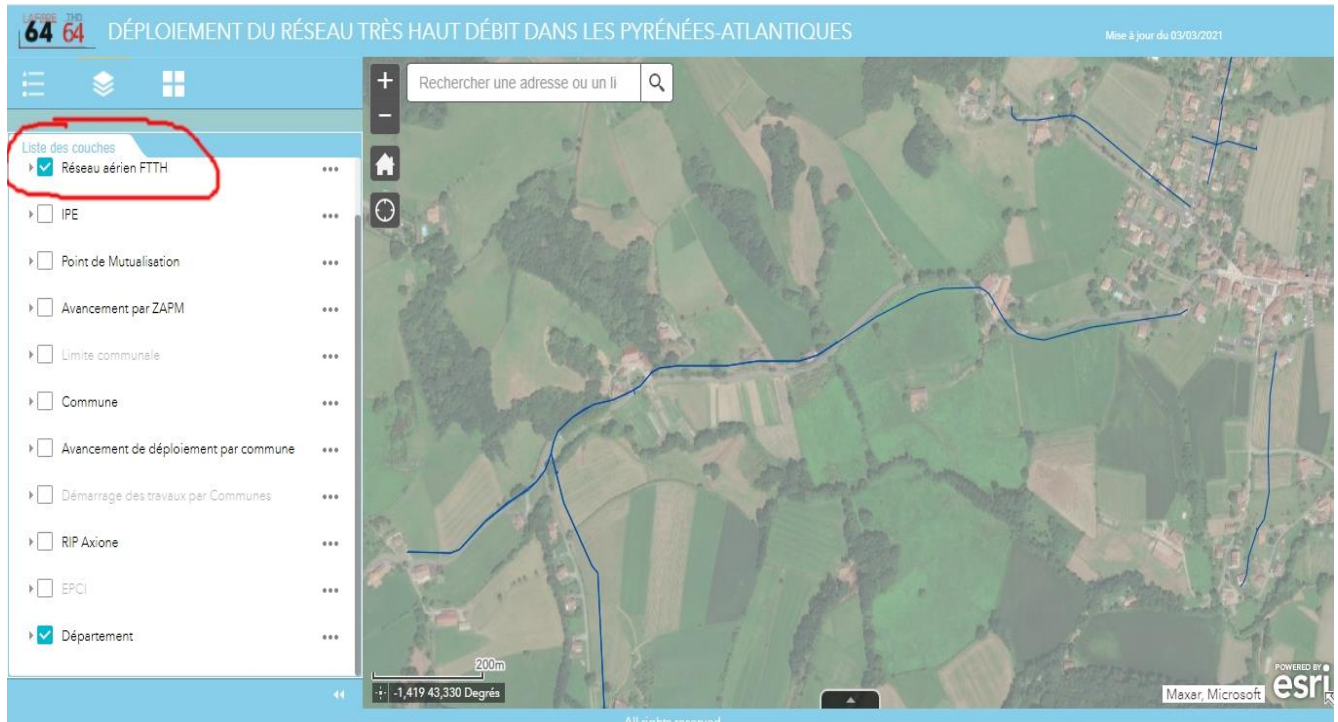 LA FIBRE THD
64 64
DÉPLOIEMENT DU RÉSEAU TRÈS HAUT DÉBIT DANS LES PYRÉNÉES-ATLANTIQUES
Mise à jour du 03/03/2021
Rechercher une adresse ou un li
Liste des couches
Réseau aérien FTTH
IPE
Point de Mutualisation
Avancement par ZAPM
Limite communale
Commune
Avancement de déploiement par commune
Démarrage des travaux par Communes
RIP Axione
EPCI
Département
200m
-1,419 43,330 Degrés
POWERED BY
esri
Maxar, Microsoft
All rights reserved